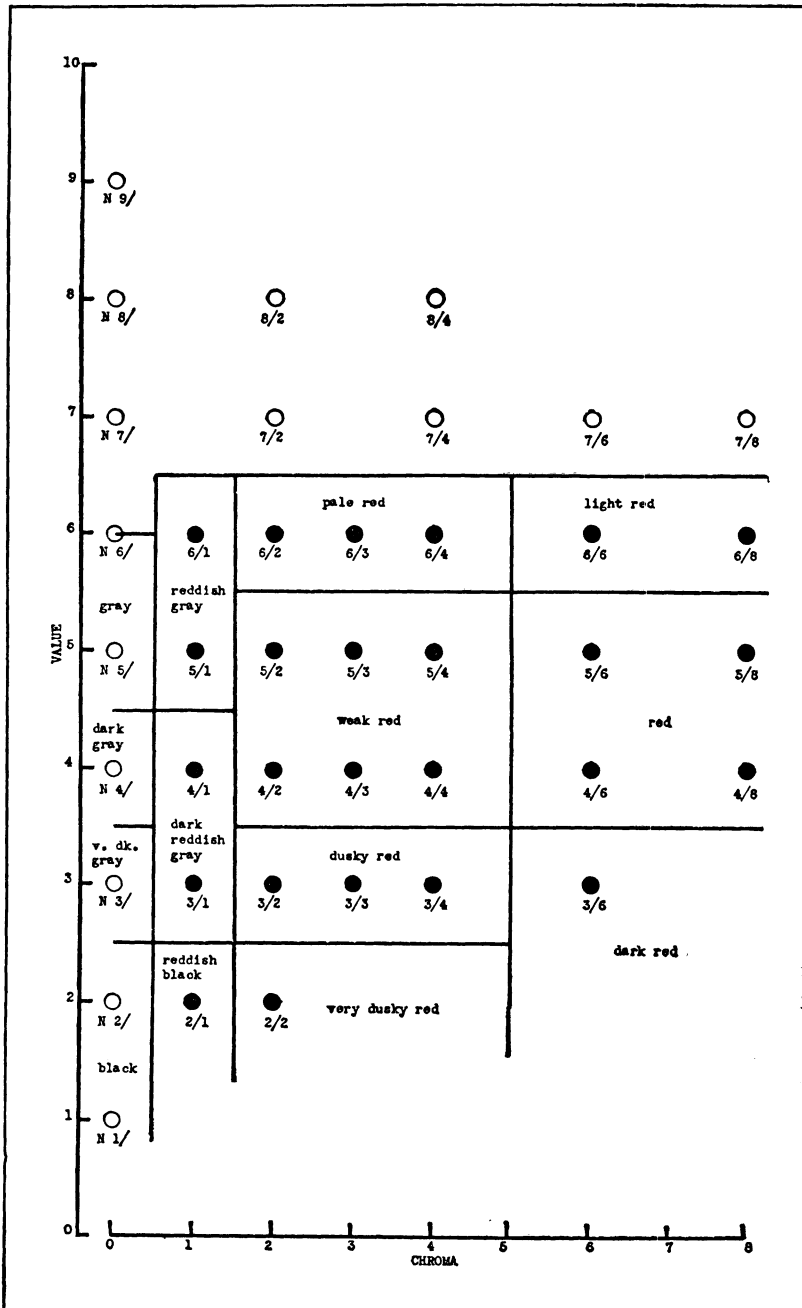 10
9
N 9/
8
N 8/ 8/2 8/4
7
N 7/ 7/2 7/4 7/6 7/8
pale red light red
6
N 6/ 6/1 6/2 6/3 6/4 6/6 6/8
gray
reddish
gray
VALUE
5
N 5/ 5/1 5/2 5/3 5/4 5/6 5/8
dark
gray
weak red red
4
N 4/ 4/1 4/2 4/3 4/4 4/6 4/8
v. dk.
gray
dark
reddish
gray
dusky red
3
N 3/ 3/1 3/2 3/3 3/4 3/6
dark red
reddish
black
2
N 2/ 2/1 2/2 very dusky red
black
1
N 1/
0
0 1 2 3 4 5 6 7 8
CHROMA